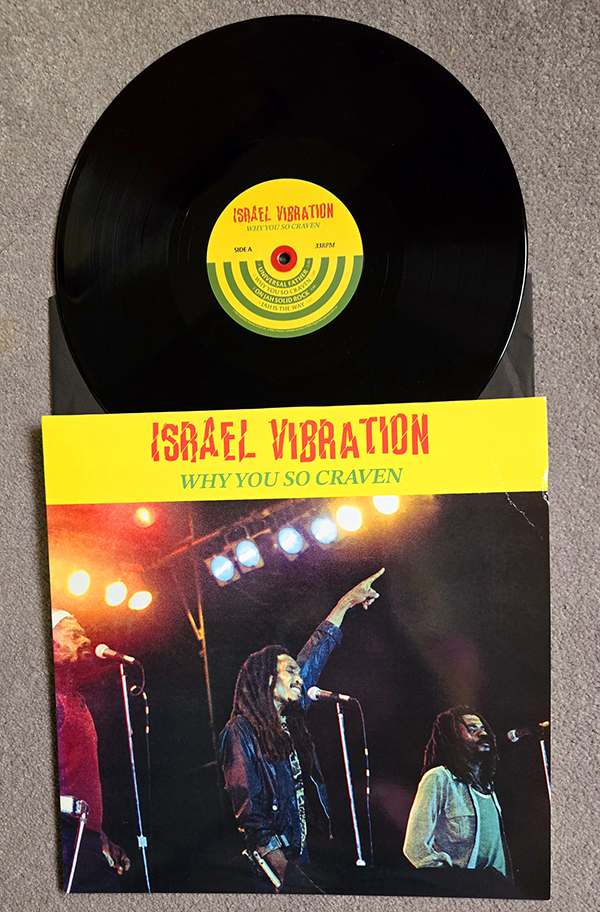 ISRAEL VIBRATION
WHY YOU SO CRAVEN
SIDE A
33RPM
UNIVERSAL FATHER
WHY YOU SO CRAVEN
ON JAH SOLID ROCK
JAH IS THE WAY
ISRAEL VIBRATION
WHY YOU SO CRAVEN